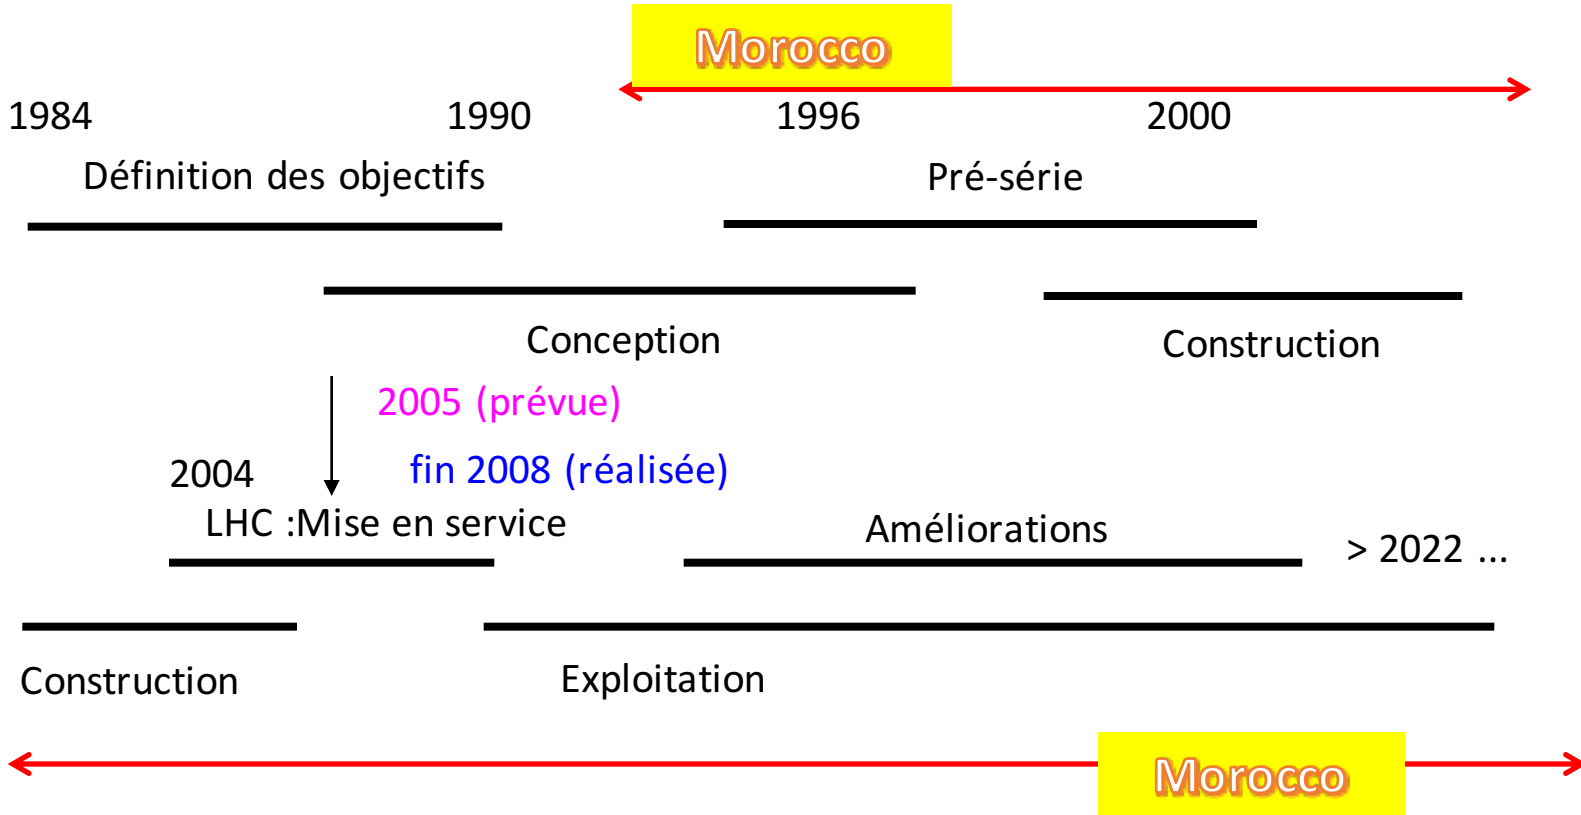 Morocco
1984 1990 1996 2000
Définition des objectifs Pré-série
Conception Construction
2005 (prévue)
2004 fin 2008 (réalisée)
LHC :Mise en service Améliorations
> 2022 ...
Construction Exploitation
Morocco